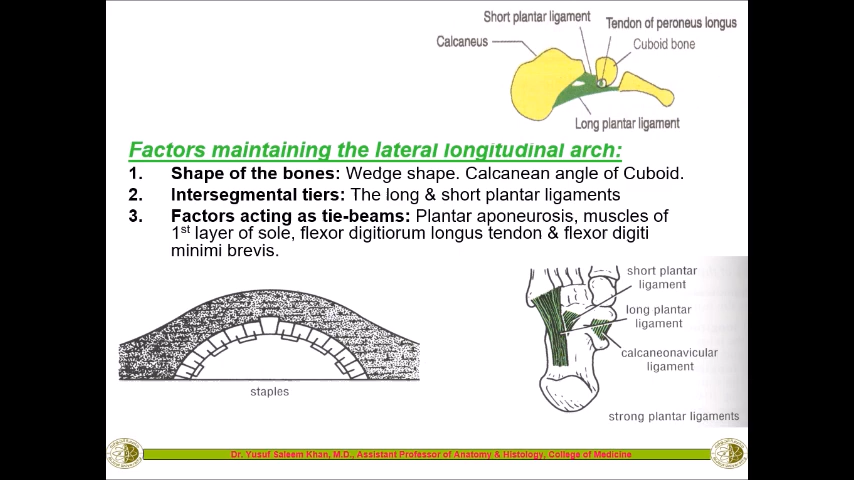 Short plantar ligament
Tendon of peroneus longus
Calcaneus
Cuboid bone
Long plantar ligament
Factors maintaining the lateral longitudinal arch:
1. Shape of the bones: Wedge shape. Calcanean angle of Cuboid.
2. Intersegmental tiers: The long & short plantar ligaments
3. Factors acting as tie-beams: Plantar aponeurosis, muscles of
1st layer of sole, flexor digitiorum longus tendon & flexor digiti
minimi brevis.
staples
short plantar
ligament
long plantar
ligament
calcaneonavicular
ligament
strong plantar ligaments
Dr. Yusuf Saleem Khan, M.D., Assistant Professor of Anatomy & Histology, College of Medicine